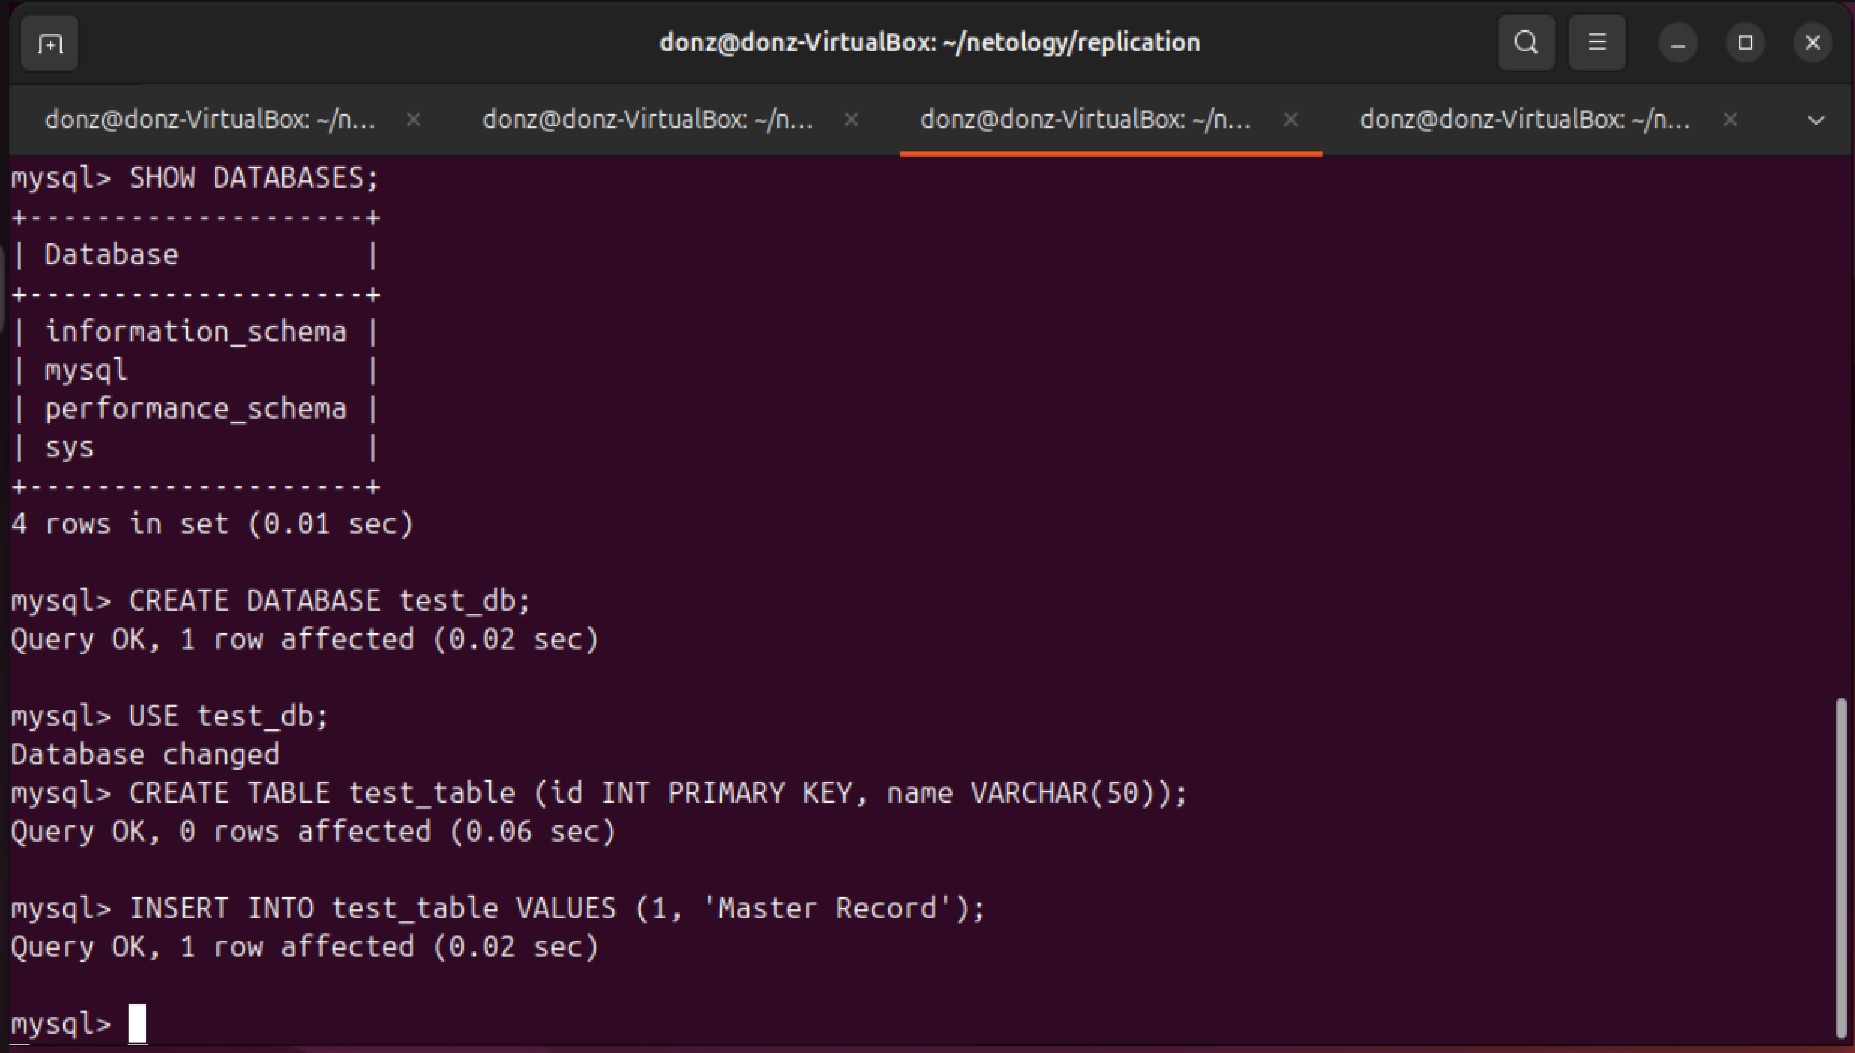 donz@donz-VirtualBox: ~/netology/replication
donz@donz-VirtualBox: ~/n... donz@donz-VirtualBox: ~/n... donz@donz-VirtualBox: ~/n... donz@donz-VirtualBox: ~/n...
mysql> SHOW DATABASES;
+--------------------+
| Database           |
+--------------------+
| information_schema |
| mysql              |
| performance_schema |
| sys                |
+--------------------+
4 rows in set (0.01 sec)
mysql> CREATE DATABASE test_db;
Query OK, 1 row affected (0.02 sec)
mysql> USE test_db;
Database changed
mysql> CREATE TABLE test_table (id INT PRIMARY KEY, name VARCHAR(50));
Query OK, 0 rows affected (0.06 sec)
mysql> INSERT INTO test_table VALUES (1, 'Master Record');
Query OK, 1 row affected (0.02 sec)
mysql>